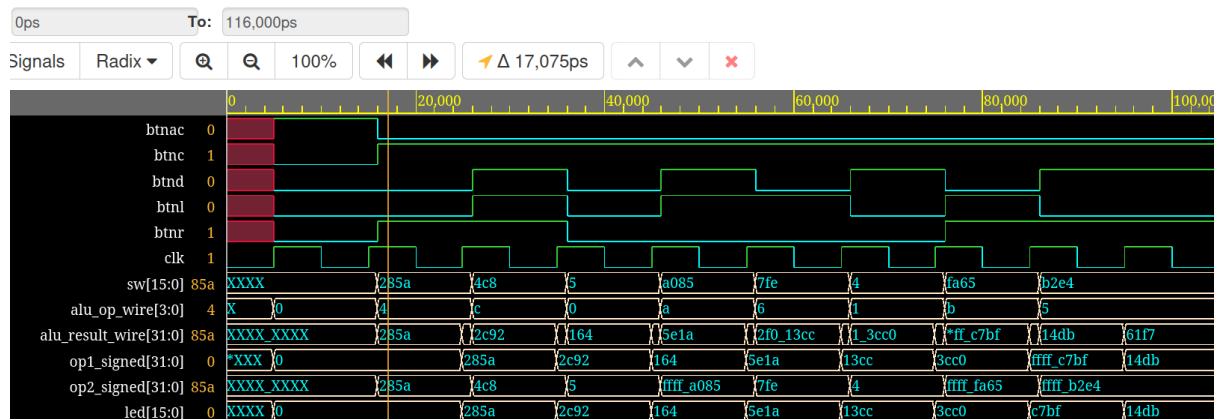 0ps To: 116,000ps
Signals Radix 100% Δ 17,075ps
0 20,000 40,000 60,000 80,000 100,0
btnac 0
btnc 1
btnd 0
btnl 0
btnr 1
clk 1
sw[15:0] 85a XXXX 285a 4c8 5 a085 7fe 4 fa65 b2e4
alu_op_wire[3:0] 4 X 0 4 c 0 a 6 1 b 5
alu_result_wire[31:0] 85a XXXX_XXXX 285a 2c92 164 5e1a 2f0_13cc 1_3cc0 *ff_c7bf 14db 61f7
op1_signed[31:0] 0 *XXX 0 285a 2c92 164 5e1a 13cc 3cc0 ffff_c7bf 14db
op2_signed[31:0] 85a XXXX_XXXX 285a 4c8 5 ffff_a085 7fe 4 ffff_fa65 ffff_b2e4
led[15:0] 0 XXXX 0 285a 2c92 164 5e1a 13cc 3cc0 c7bf 14db